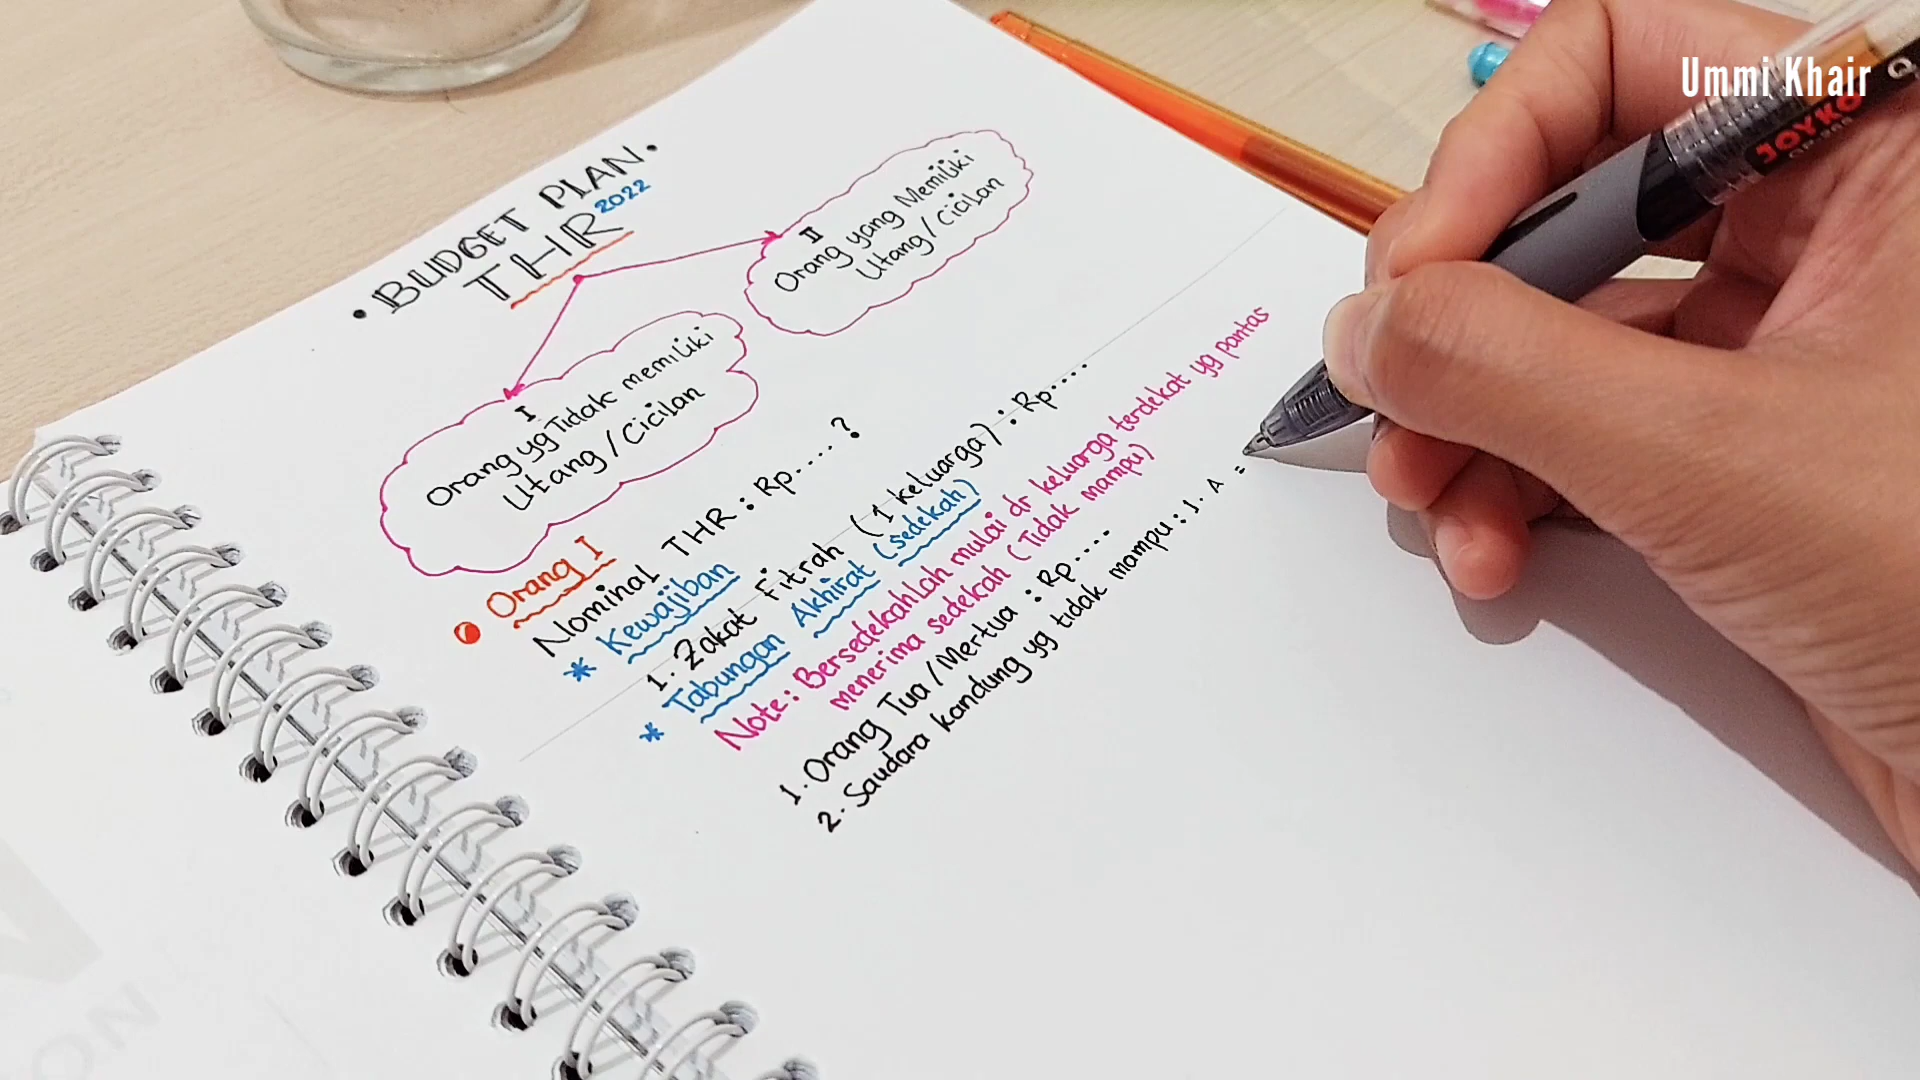 Ummi Khair
• BUDGET PLAN •
THR 2022
I
Orang yg Tidak memiliki
Utang / Cicilan
II
Orang yang Memiliki
Utang / Cicilan
• Orang I
Nominal THR : Rp.... ?
* Kewajiban
1. Zakat Fitrah (1 keluarga) : Rp....
* Tabungan Akhirat (sedekah)
Note: Bersedekahlah mulai dr keluarga terdekat yg pantas
menerima sedekah (Tidak mampu)
1. Orang Tua / Mertua : Rp....
2. Saudara kandung yg tidak mampu : 1. A =
JOYKO